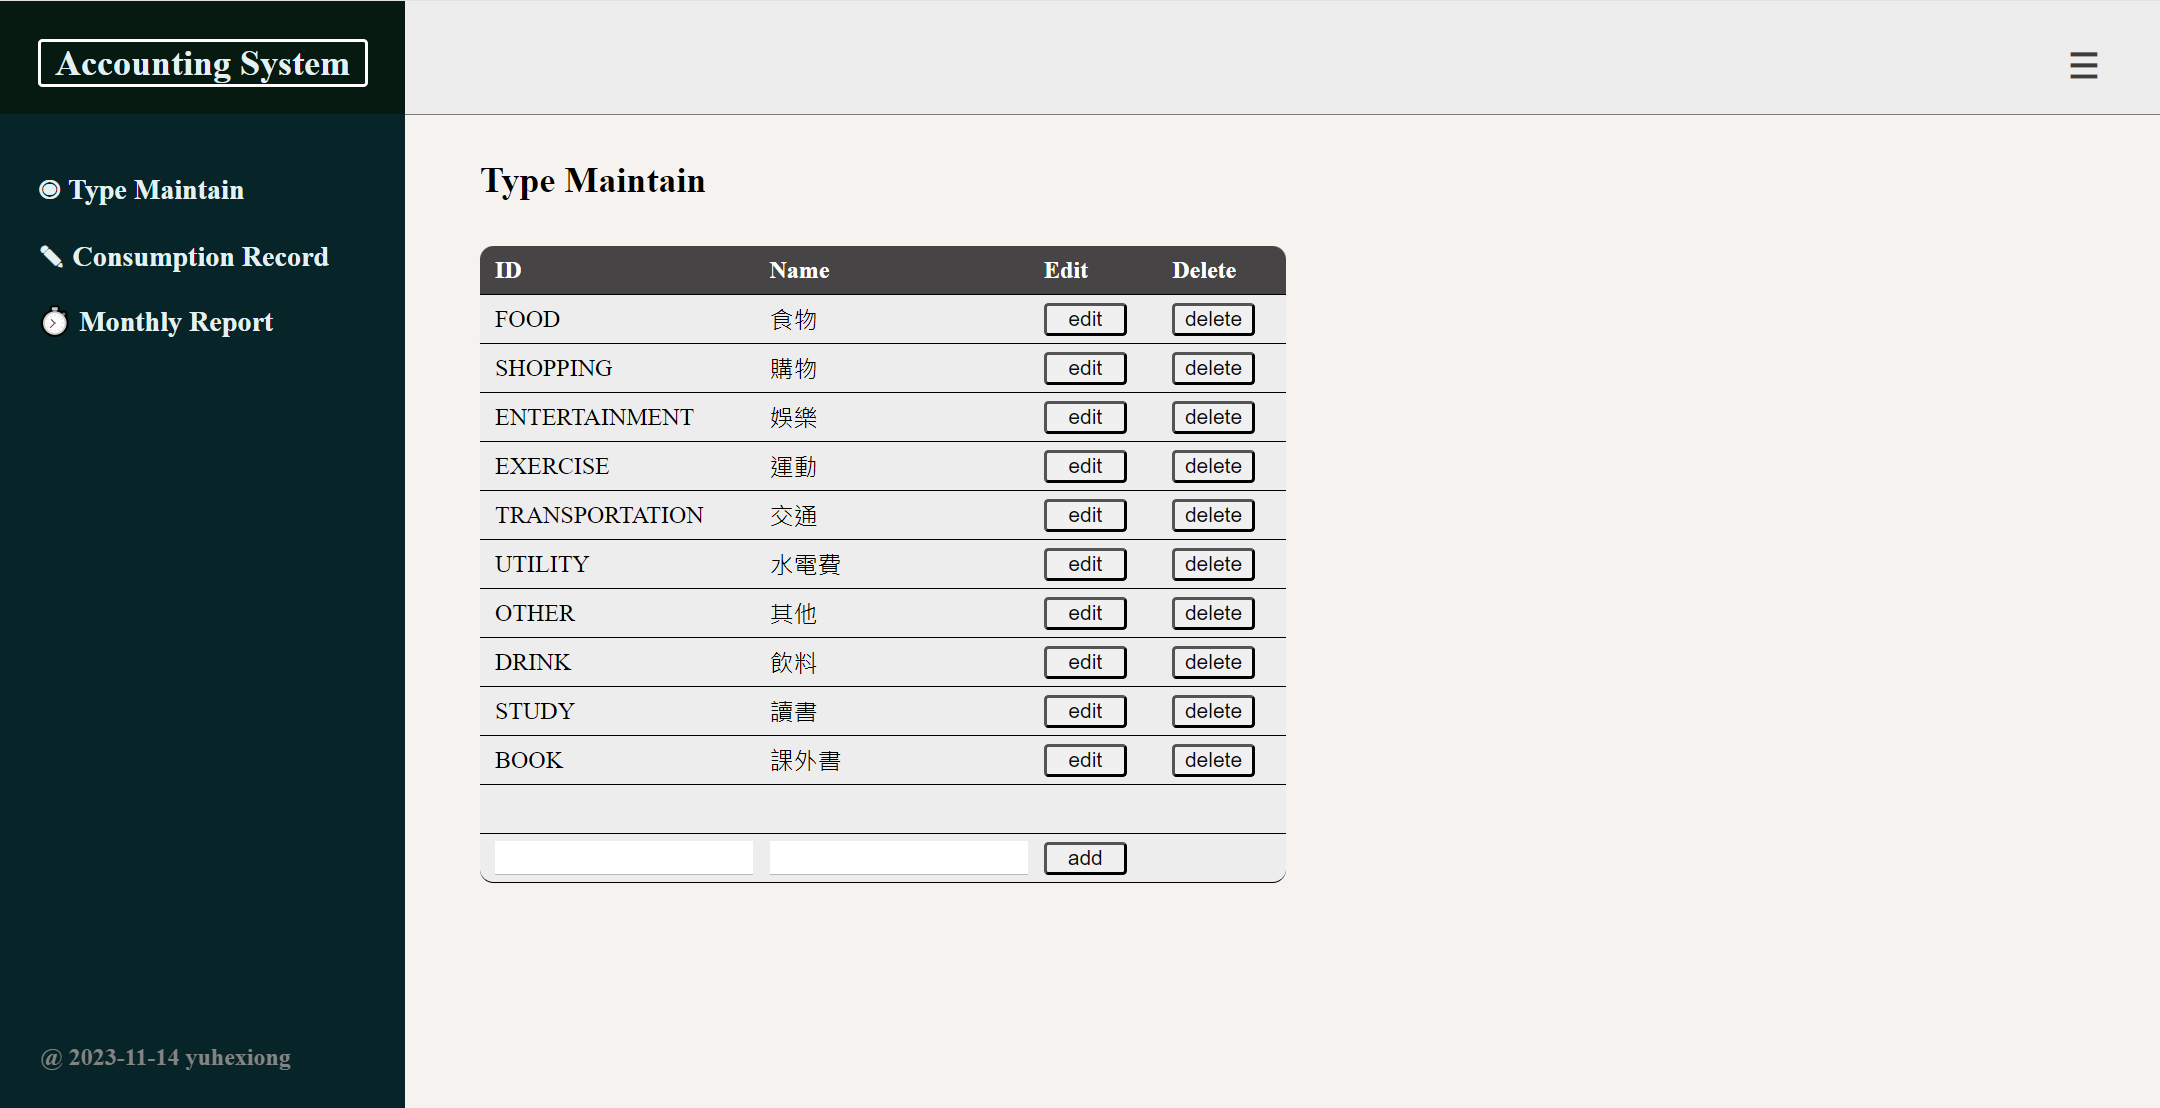 Accounting System
Type Maintain
Consumption Record
Monthly Report
@ 2023-11-14 yuhexiong
Type Maintain
ID Name Edit Delete
FOOD 食物 edit delete
SHOPPING 購物 edit delete
ENTERTAINMENT 娛樂 edit delete
EXERCISE 運動 edit delete
TRANSPORTATION 交通 edit delete
UTILITY 水電費 edit delete
OTHER 其他 edit delete
DRINK 飲料 edit delete
STUDY 讀書 edit delete
BOOK 課外書 edit delete
add